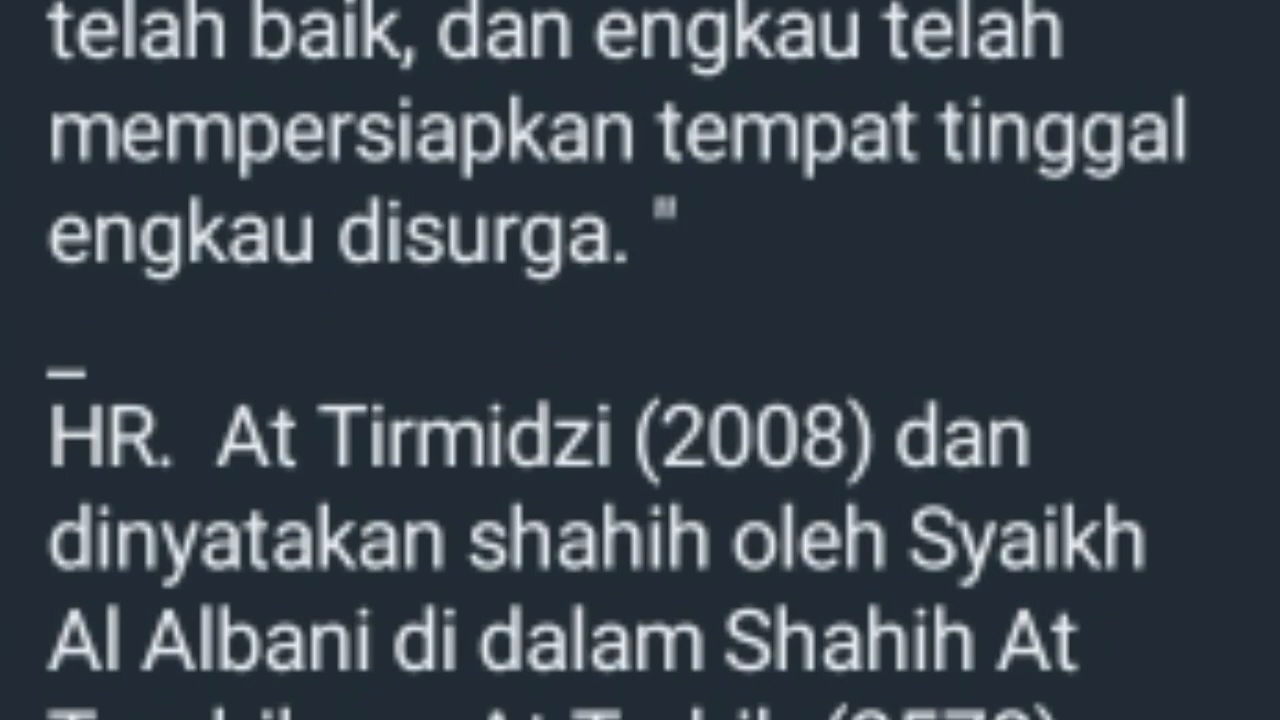 telah baik, dan engkau telah
mempersiapkan tempat tinggal
engkau disurga. "
_
HR.  At Tirmidzi (2008) dan
dinyatakan shahih oleh Syaikh
Al Albani di dalam Shahih At